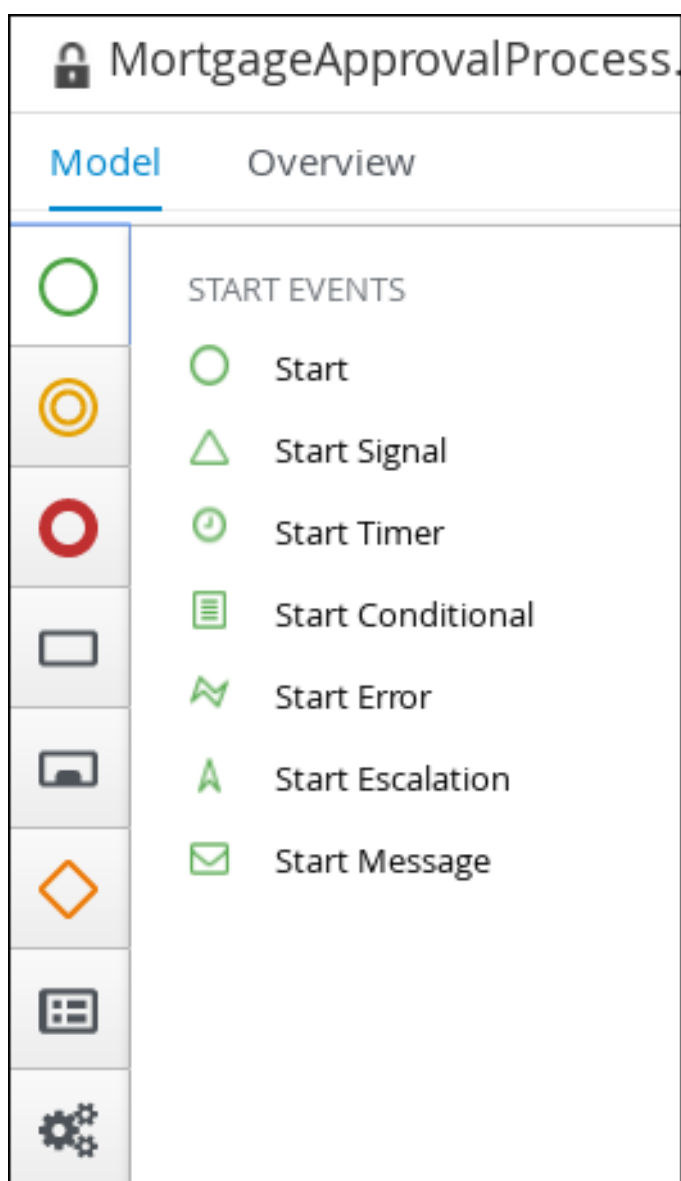 MortgageApprovalProcess.
Model Overview
START EVENTS
Start
Start Signal
Start Timer
Start Conditional
Start Error
Start Escalation
Start Message